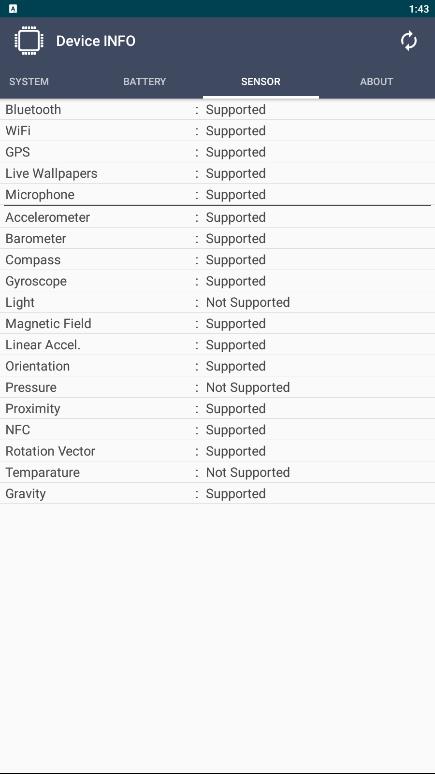 A 1:43
Device INFO
SYSTEM BATTERY SENSOR ABOUT
Bluetooth : Supported
WiFi : Supported
GPS : Supported
Live Wallpapers : Supported
Microphone : Supported
Accelerometer : Supported
Barometer : Supported
Compass : Supported
Gyroscope : Supported
Light : Not Supported
Magnetic Field : Supported
Linear Accel. : Supported
Orientation : Supported
Pressure : Not Supported
Proximity : Supported
NFC : Supported
Rotation Vector : Supported
Temparature : Not Supported
Gravity : Supported